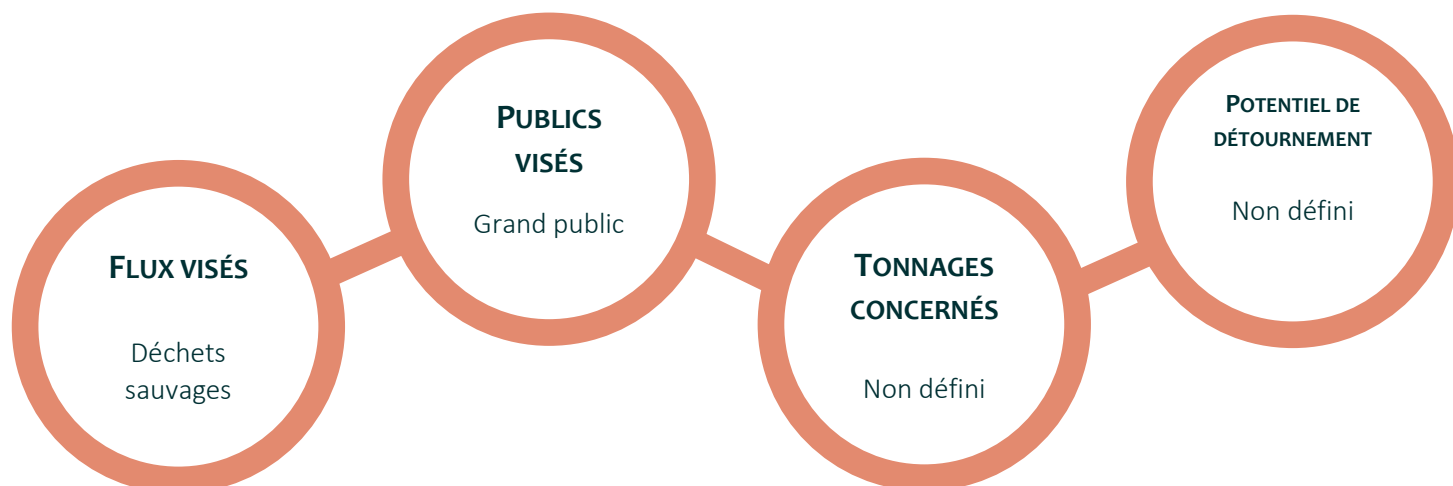 FLUX VISÉS
Déchets
sauvages
PUBLICS
VISÉS
Grand public
TONNAGES
CONCERNÉS
Non défini
POTENTIEL DE
DÉTOURNEMENT
Non défini